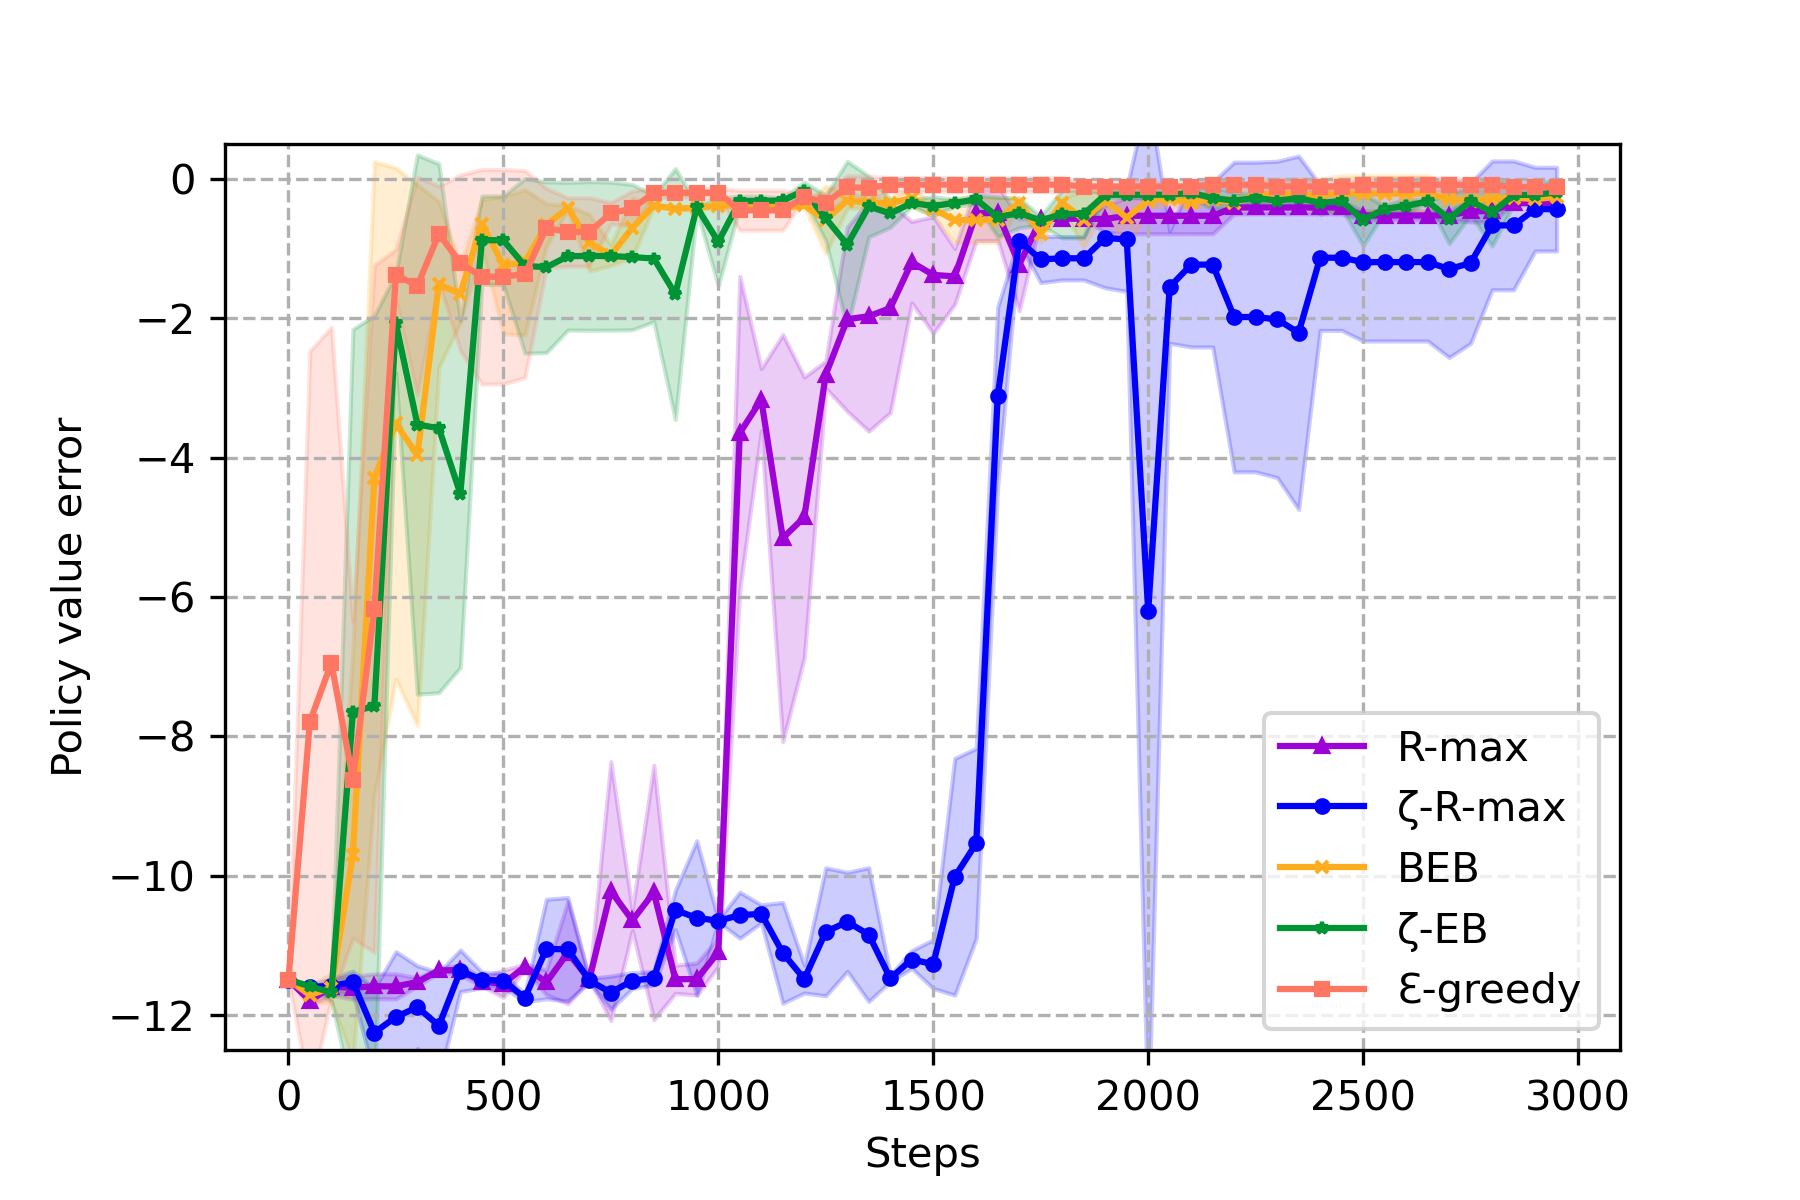 0
−2
−4
−6
−8
−10
−12
Policy value error
0 500 1000 1500 2000 2500 3000
Steps
R-max
ζ-R-max
BEB
ζ-EB
Ɛ-greedy